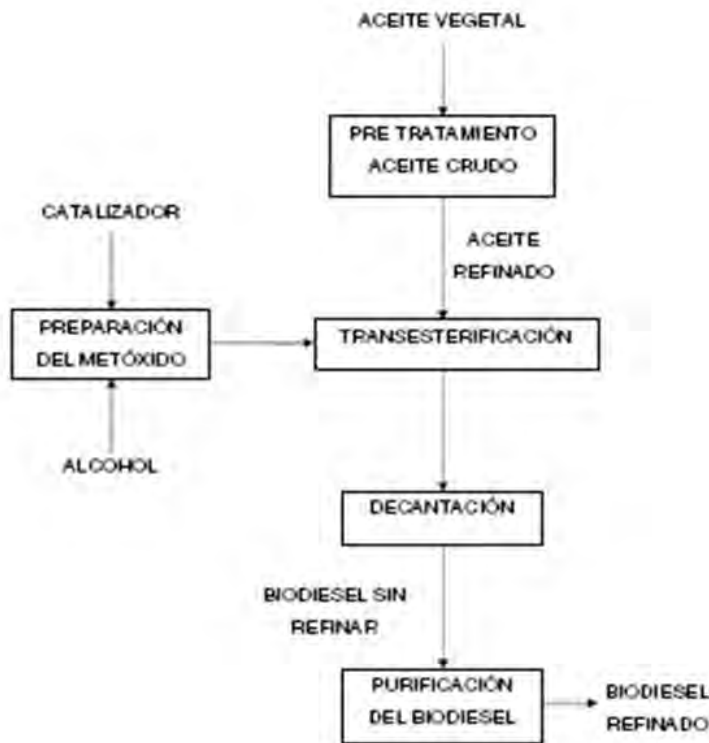 ACEITE VEGETAL
PRE TRATAMIENTO
ACEITE CRUDO
CATALIZADOR
ACEITE
REFINADO
PREPARACIÓN
DEL METÓXIDO
TRANSESTERIFICACIÓN
ALCOHOL
DECANTACIÓN
BIODIESEL SIN
REFINAR
PURIFICACIÓN
DEL BIODIESEL
BIODIESEL
REFINADO